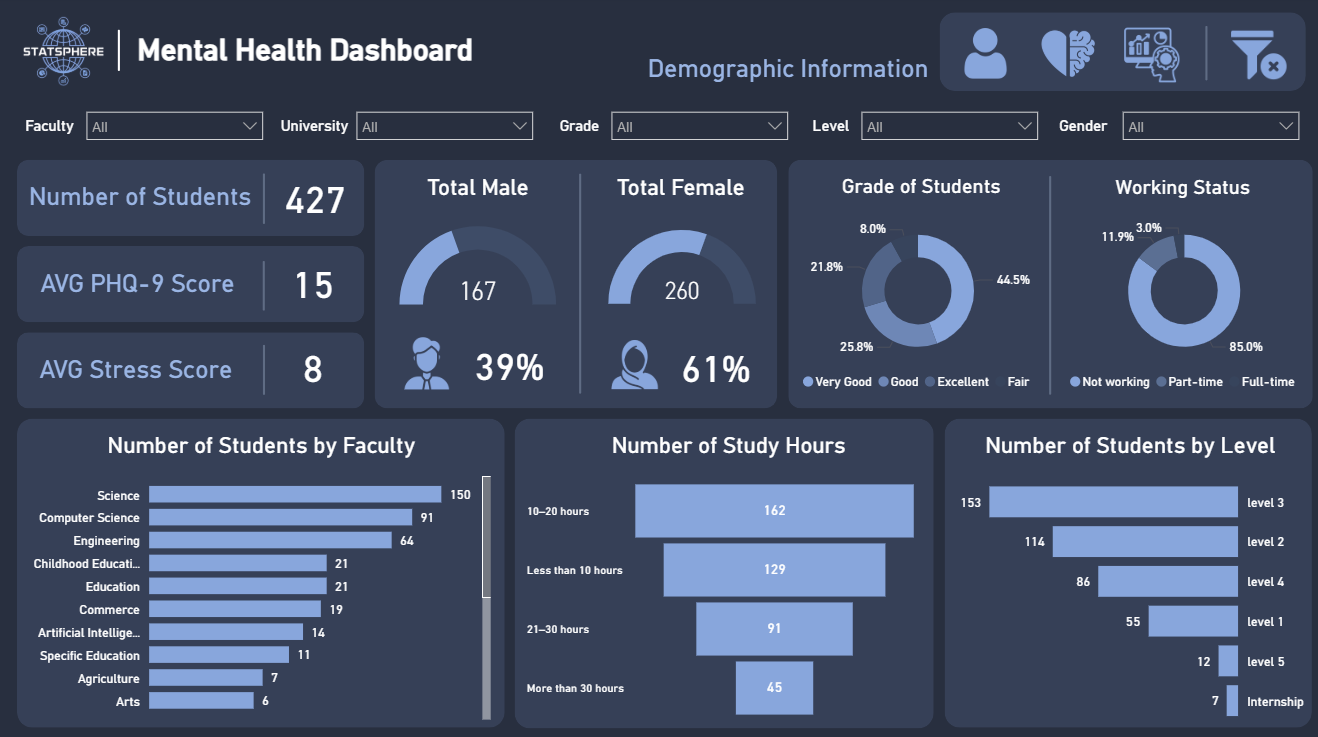 STATSPHERE
Mental Health Dashboard
Demographic Information
Faculty All University All Grade All Level All Gender All
Number of Students 427
AVG PHQ-9 Score 15
AVG Stress Score 8
Total Male
167
39%
Total Female
260
61%
Grade of Students
8.0%
21.8%
44.5%
25.8%
Very Good Good Excellent Fair
Working Status
3.0%
11.9%
85.0%
Not working Part-time Full-time
Number of Students by Faculty
Science 150
Computer Science 91
Engineering 64
Childhood Educati... 21
Education 21
Commerce 19
Artificial Intellige... 14
Specific Education 11
Agriculture 7
Arts 6
Number of Study Hours
10–20 hours 162
Less than 10 hours 129
21–30 hours 91
More than 30 hours 45
Number of Students by Level
153 level 3
114 level 2
86 level 4
55 level 1
12 level 5
7 Internship